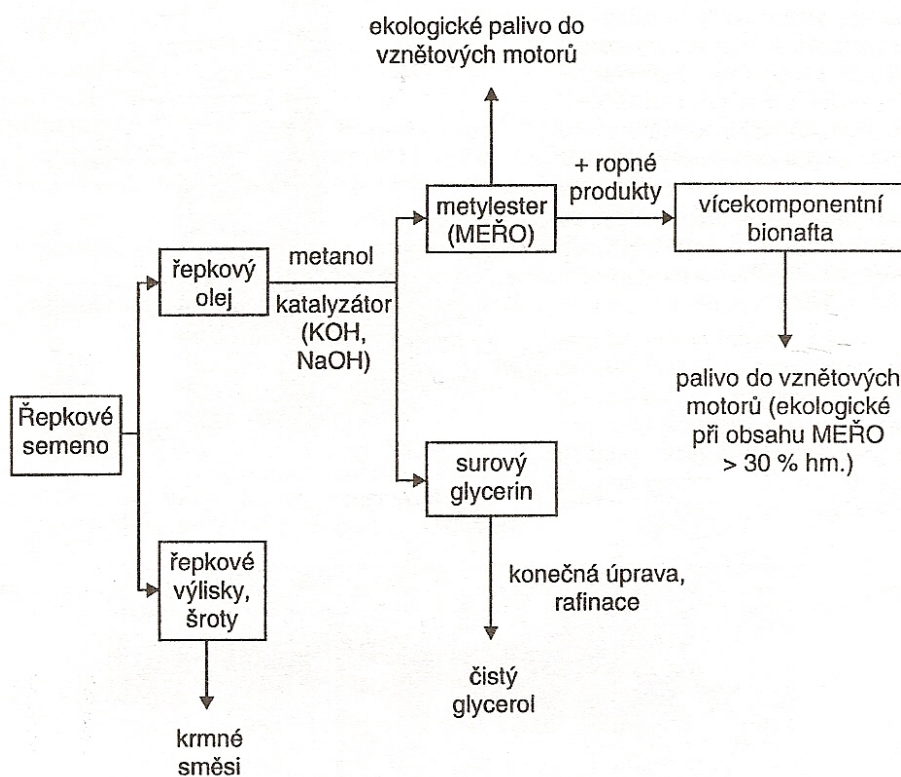 ekologické palivo do
vznětových motorů
+ ropné
produkty
metylester
(MEŘO)
vícekomponentní
bionafta
řepkový
olej
metanol
katalyzátor
(KOH,
NaOH)
palivo do vznětových
motorů (ekologické
při obsahu MEŘO
> 30 % hm.)
Řepkové
semeno
surový
glycerin
řepkové
výlisky,
šroty
konečná úprava,
rafinace
čistý
glycerol
krmné
směsi